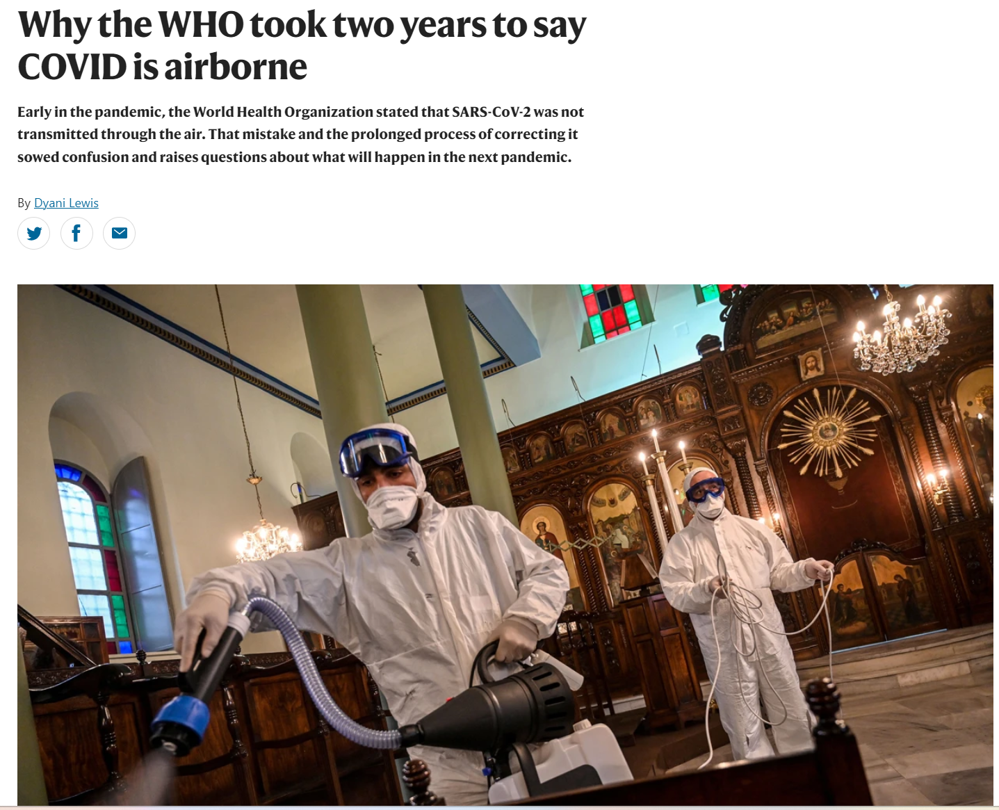 Why the WHO took two years to say
COVID is airborne
Early in the pandemic, the World Health Organization stated that SARS-CoV-2 was not
transmitted through the air. That mistake and the prolonged process of correcting it
sowed confusion and raises questions about what will happen in the next pandemic.
By Dyani Lewis